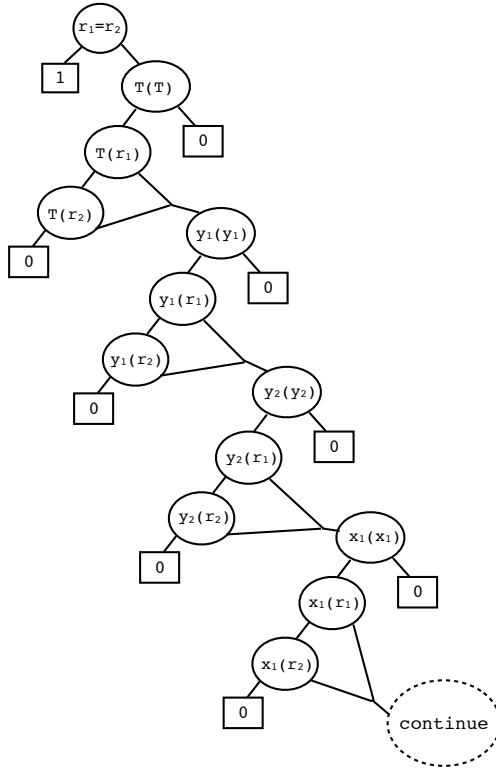 r₁=r₂
1
T(T)
0
T(r₁)
T(r₂)
0
y₁(y₁)
0
y₁(r₁)
y₁(r₂)
0
y₂(y₂)
0
y₂(r₁)
y₂(r₂)
0
x₁(x₁)
0
x₁(r₁)
x₁(r₂)
0
continue